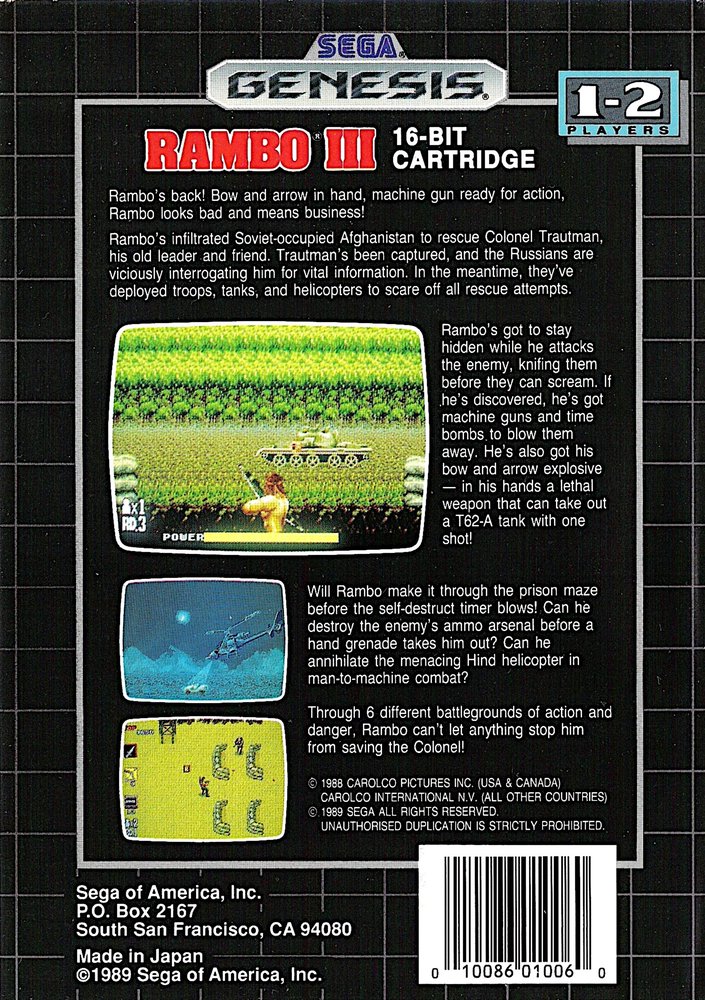 SEGA®
GENESIS®
1-2
PLAYERS
RAMBO® III 16-BIT
CARTRIDGE
Rambo's back! Bow and arrow in hand, machine gun ready for action,
Rambo looks bad and means business!
Rambo's infiltrated Soviet-occupied Afghanistan to rescue Colonel Trautman,
his old leader and friend. Trautman's been captured, and the Russians are
viciously interrogating him for vital information. In the meantime, they've
deployed troops, tanks, and helicopters to scare off all rescue attempts.
Rambo's got to stay
hidden while he attacks
the enemy, knifing them
before they can scream. If
he's discovered, he's got
machine guns and time
bombs to blow them
away. He's also got his
bow and arrow explosive
— in his hands a lethal
weapon that can take out
a T62-A tank with one
shot!
x1
RD.3
POWER
Will Rambo make it through the prison maze
before the self-destruct timer blows! Can he
destroy the enemy's ammo arsenal before a
hand grenade takes him out? Can he
annihilate the menacing Hind helicopter in
man-to-machine combat?
Through 6 different battlegrounds of action and
danger, Rambo can't let anything stop him
from saving the Colonel!
© 1988 CAROLCO PICTURES INC. (USA & CANADA)
CAROLCO INTERNATIONAL N.V. (ALL OTHER COUNTRIES)
© 1989 SEGA ALL RIGHTS RESERVED.
UNAUTHORISED DUPLICATION IS STRICTLY PROHIBITED.
Sega of America, Inc.
P.O. Box 2167
South San Francisco, CA 94080
Made in Japan
©1989 Sega of America, Inc.
0 10086 01006 0